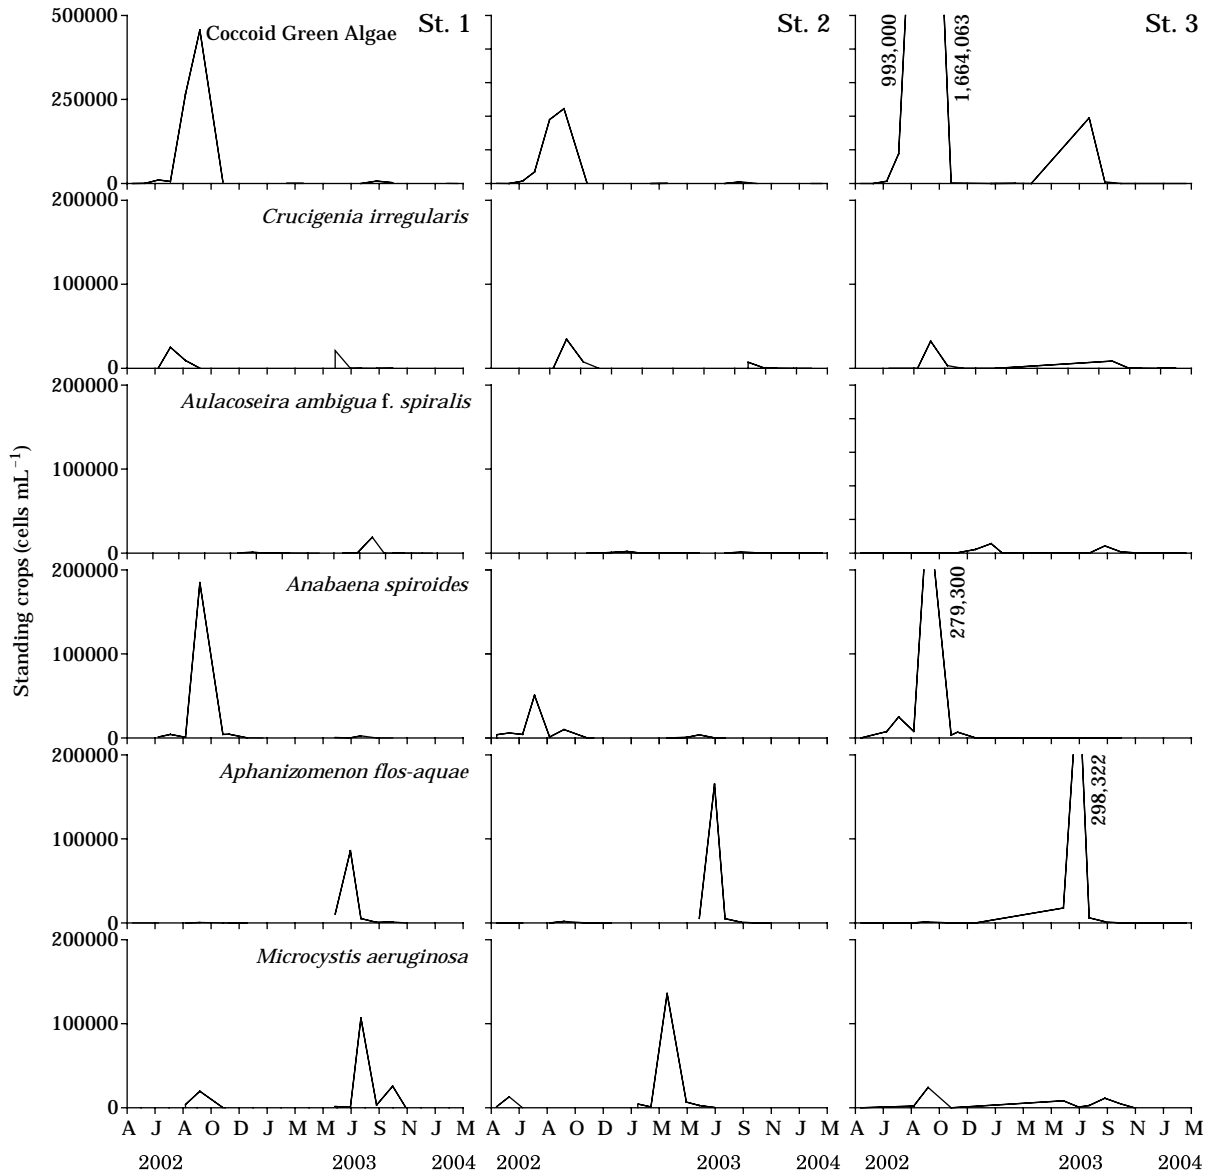 500000 Coccoid Green Algae St. 1 St. 2 993,000 1,664,063 St. 3
250000
0
200000
Crucigenia irregularis
100000
0
200000
Aulacoseira ambigua f. spiralis
100000
0
Standing crops (cells mL⁻¹)
200000
Anabaena spiroides 279,300
100000
0
200000
Aphanizomenon flos-aquae 298,322
100000
0
200000
Microcystis aeruginosa
100000
0
A J A O D J M M J S N J M A J A O D J M M J S N J M A J A O D J M M J S N J M
2002 2003 2004 2002 2003 2004 2002 2003 2004